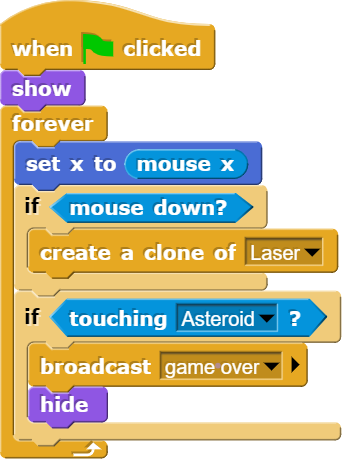 when clicked
show
forever
set x to mouse x
if mouse down?
create a clone of Laser
if touching Asteroid ?
broadcast game over
hide